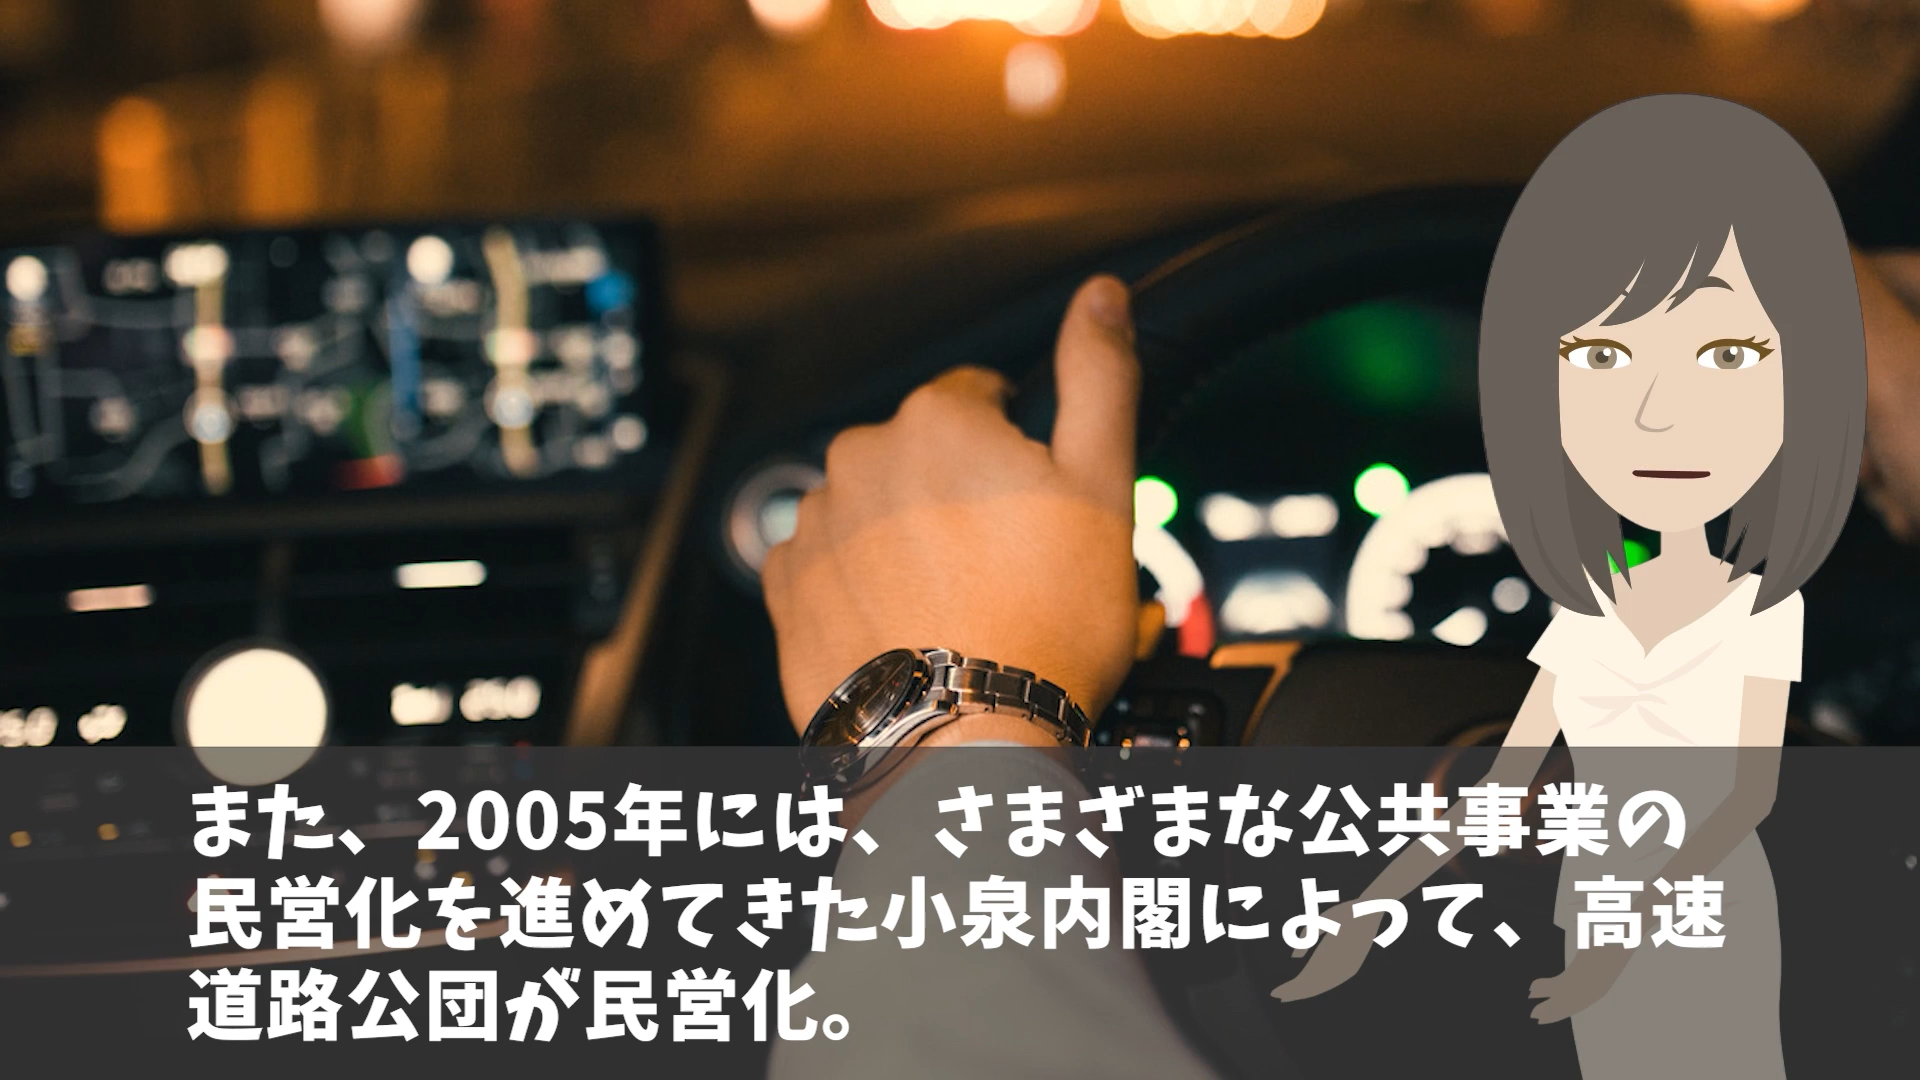 また、2005年には、さまざまな公共事業の
民営化を進めてきた小泉内閣によって、高速
道路公団が民営化。